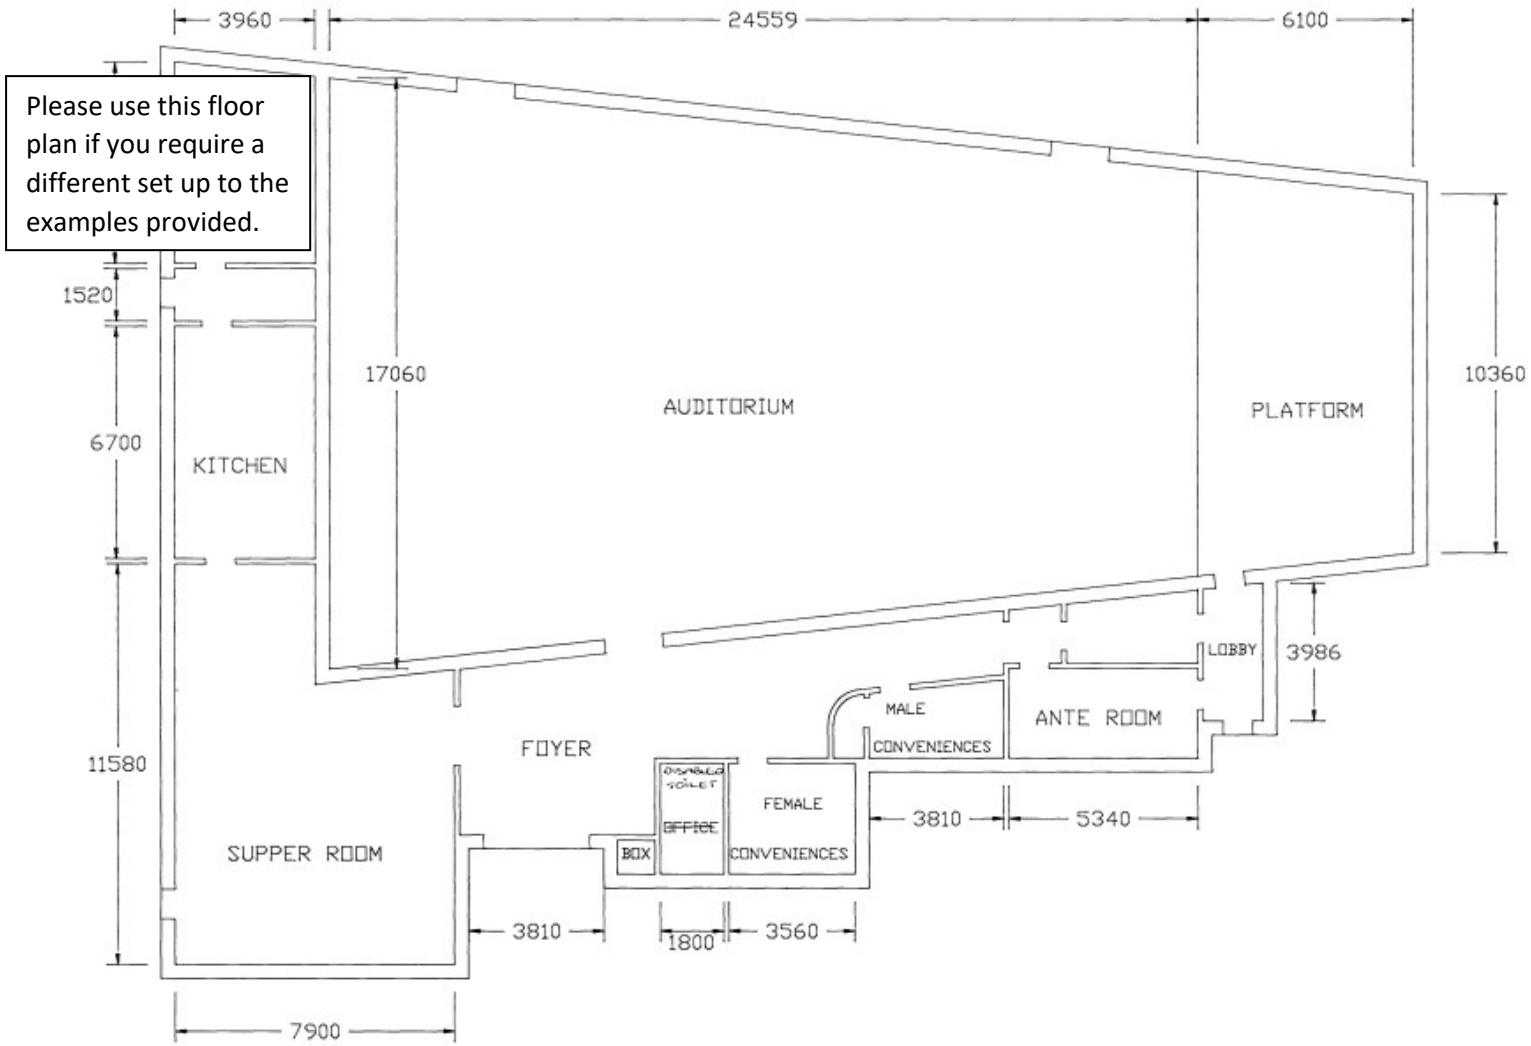 3960
24559
6100
Please use this floor
plan if you require a
different set up to the
examples provided.
1520
17060
10360
AUDITORIUM
PLATFORM
6700
KITCHEN
LOBBY
3986
MALE
ANTE ROOM
CONVENIENCES
FOYER
11580
DISABLED
TOILET
FEMALE
OFFICE
3810
5340
SUPPER ROOM
BOX
CONVENIENCES
3810
1800
3560
7900